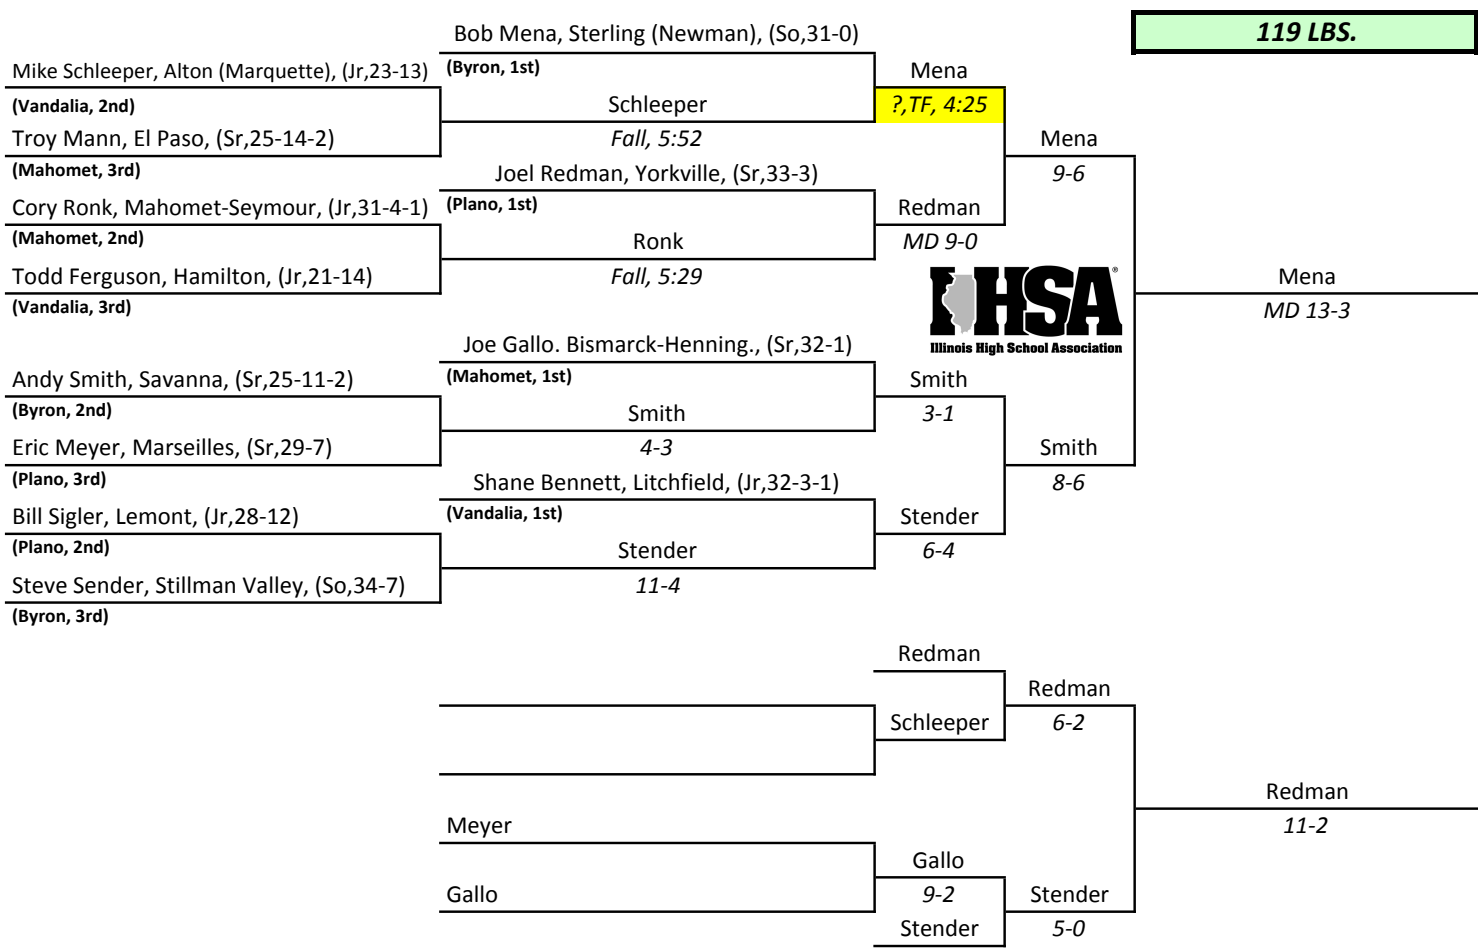 119 LBS.
Bob Mena, Sterling (Newman), (So,31-0)
Mike Schleeper, Alton (Marquette), (Jr,23-13)
(Byron, 1st)
Mena
(Vandalia, 2nd)
Schleeper
?,TF, 4:25
Troy Mann, El Paso, (Sr,25-14-2)
Fall, 5:52
Mena
(Mahomet, 3rd)
Joel Redman, Yorkville, (Sr,33-3)
9-6
Cory Ronk, Mahomet-Seymour, (Jr,31-4-1)
(Plano, 1st)
Redman
(Mahomet, 2nd)
Ronk
MD 9-0
Todd Ferguson, Hamilton, (Jr,21-14)
Fall, 5:29
Mena
(Vandalia, 3rd)
MD 13-3
IHSA®
Illinois High School Association
Joe Gallo. Bismarck-Henning., (Sr,32-1)
Andy Smith, Savanna, (Sr,25-11-2)
(Mahomet, 1st)
Smith
(Byron, 2nd)
Smith
3-1
Eric Meyer, Marseilles, (Sr,29-7)
4-3
Smith
(Plano, 3rd)
Shane Bennett, Litchfield, (Jr,32-3-1)
8-6
Bill Sigler, Lemont, (Jr,28-12)
(Vandalia, 1st)
Stender
(Plano, 2nd)
Stender
6-4
Steve Sender, Stillman Valley, (So,34-7)
11-4
(Byron, 3rd)
Redman
Redman
Schleeper
6-2
Redman
Meyer
11-2
Gallo
Gallo
9-2
Stender
Stender
5-0